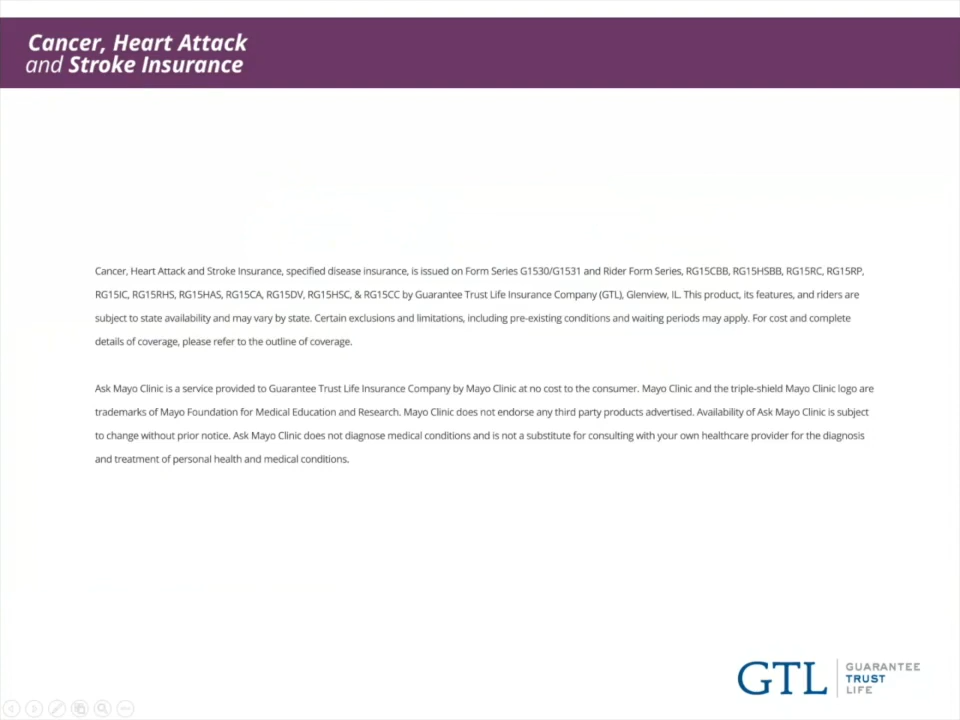 Cancer, Heart Attack
and Stroke Insurance
Cancer, Heart Attack and Stroke Insurance, specified disease insurance, is issued on Form Series G1530/G1531 and Rider Form Series, RG15CBB, RG15HSBB, RG15RC, RG15RP,
RG15IC, RG15RHS, RG15HAS, RG15CA, RG15DV, RG15HSC, & RG15CC by Guarantee Trust Life Insurance Company (GTL), Glenview, IL. This product, its features, and riders are
subject to state availability and may vary by state. Certain exclusions and limitations, including pre-existing conditions and waiting periods may apply. For cost and complete
details of coverage, please refer to the outline of coverage.
Ask Mayo Clinic is a service provided to Guarantee Trust Life Insurance Company by Mayo Clinic at no cost to the consumer. Mayo Clinic and the triple-shield Mayo Clinic logo are
trademarks of Mayo Foundation for Medical Education and Research. Mayo Clinic does not endorse any third party products advertised. Availability of Ask Mayo Clinic is subject
to change without prior notice. Ask Mayo Clinic does not diagnose medical conditions and is not a substitute for consulting with your own healthcare provider for the diagnosis
and treatment of personal health and medical conditions.
GTL
GUARANTEE
TRUST
LIFE